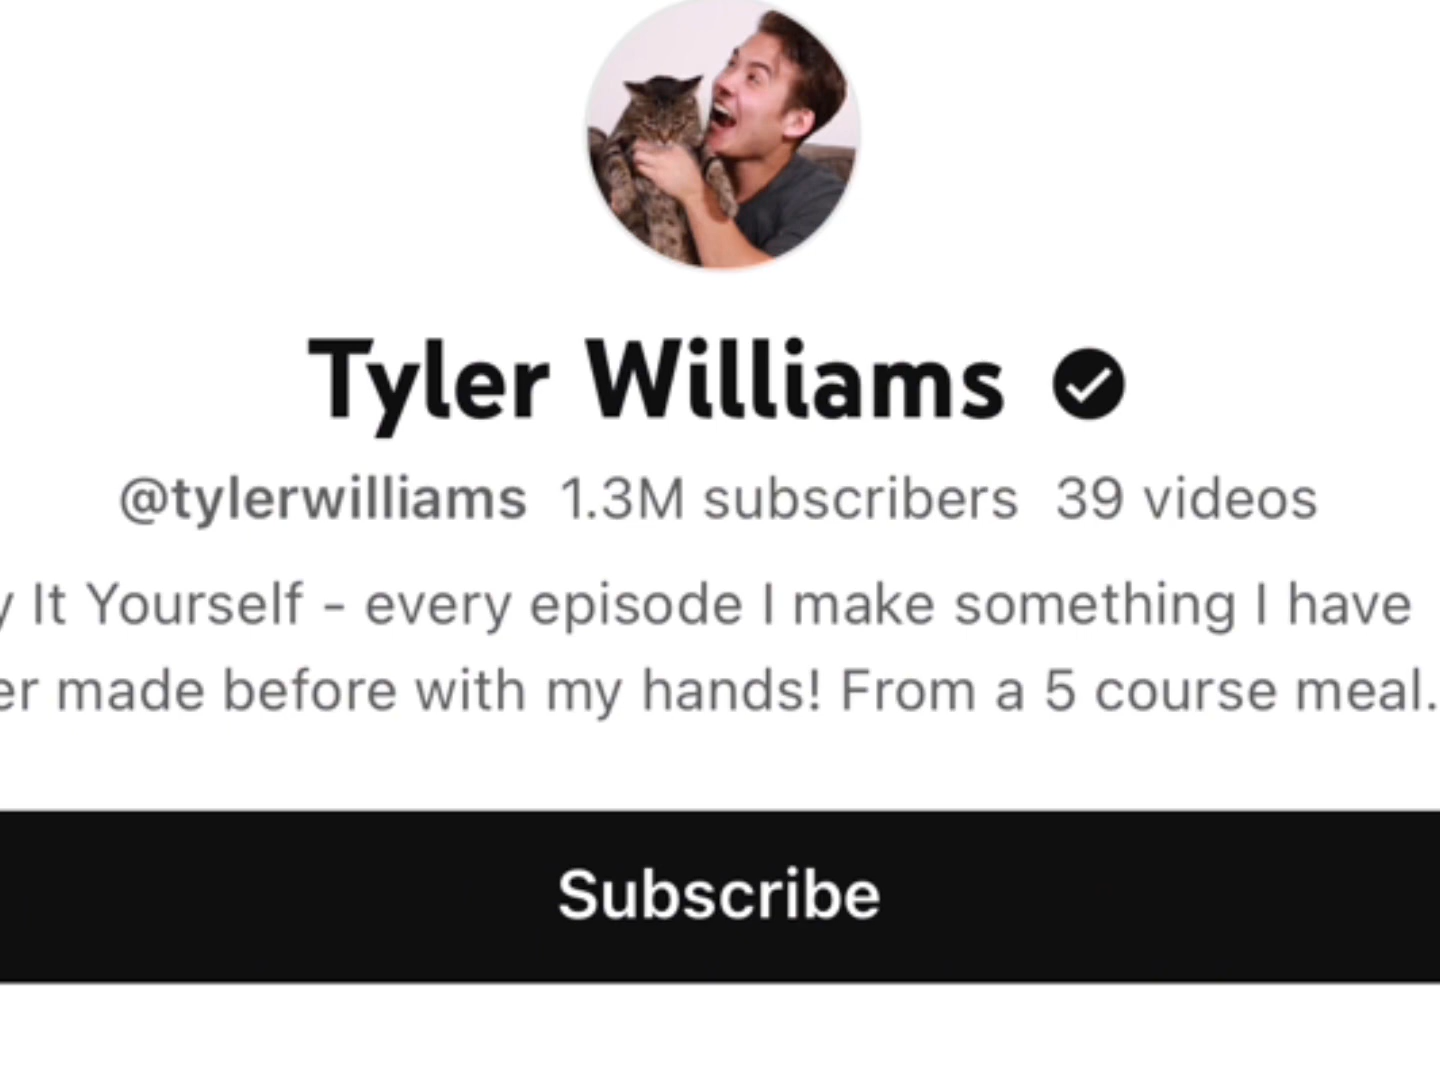 Tyler Williams
@tylerwilliams 1.3M subscribers 39 videos
It Yourself - every episode I make something I have
made before with my hands! From a 5 course meal.
Subscribe